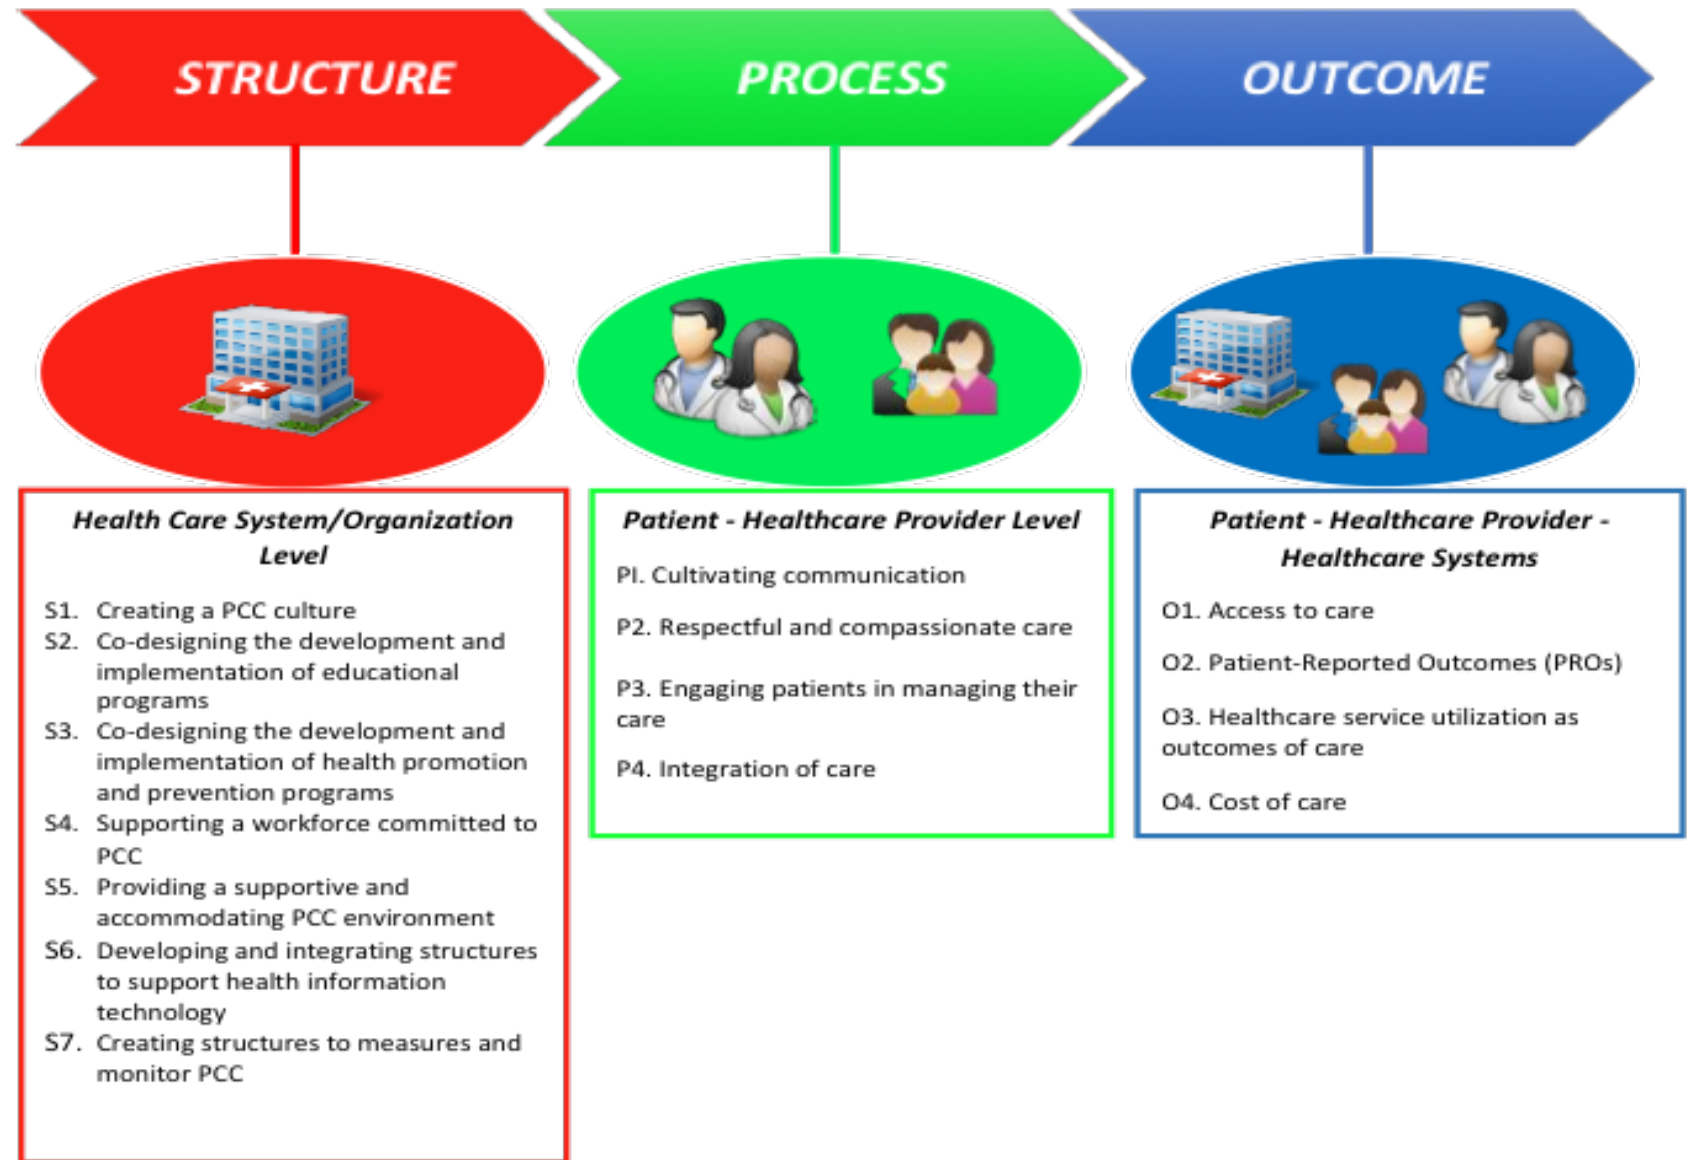 STRUCTURE
PROCESS
OUTCOME
Health Care System/Organization
Level
S1. Creating a PCC culture
S2. Co-designing the development and
implementation of educational
programs
S3. Co-designing the development and
implementation of health promotion
and prevention programs
S4. Supporting a workforce committed to
PCC
S5. Providing a supportive and
accommodating PCC environment
S6. Developing and integrating structures
to support health information
technology
S7. Creating structures to measures and
monitor PCC
Patient - Healthcare Provider Level
PI. Cultivating communication
P2. Respectful and compassionate care
P3. Engaging patients in managing their
care
P4. Integration of care
Patient - Healthcare Provider -
Healthcare Systems
O1. Access to care
O2. Patient-Reported Outcomes (PROs)
O3. Healthcare service utilization as
outcomes of care
O4. Cost of care